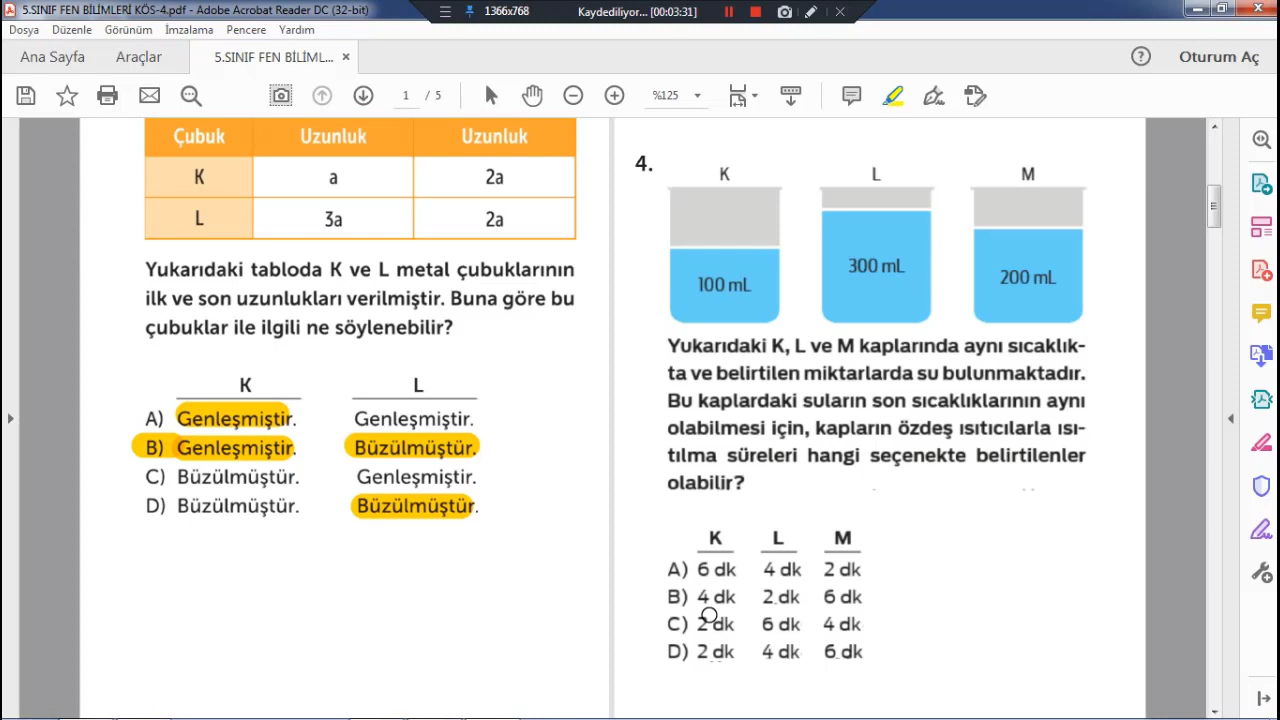 5.SINIF FEN BİLİMLERİ KÖS-4.pdf - Adobe Acrobat Reader DC (32-bit)
1366x768
Kaydediliyor... [00:03:31]
Dosya Düzenle Görünüm İmzalama Pencere Yardım
Ana Sayfa Araçlar 5.SINIF FEN BİLİML... × Oturum Aç
1 / 5 %125
Çubuk Uzunluk Uzunluk
K a 2a
L 3a 2a
Yukarıdaki tabloda K ve L metal çubuklarının
ilk ve son uzunlukları verilmiştir. Buna göre bu
çubuklar ile ilgili ne söylenebilir?
K L
A) Genleşmiştir. Genleşmiştir.
B) Genleşmiştir. Büzülmüştür.
C) Büzülmüştür. Genleşmiştir.
D) Büzülmüştür. Büzülmüştür.
4.
K L M
100 mL 300 mL 200 mL
Yukarıdaki K, L ve M kaplarında aynı sıcaklık-
ta ve belirtilen miktarlarda su bulunmaktadır.
Bu kaplardaki suların son sıcaklıklarının aynı
olabilmesi için, kapların özdeş ısıtıcılarla ısı-
tılma süreleri hangi seçenekte belirtilenler
olabilir?
K L M
A) 6 dk 4 dk 2 dk
B) 4 dk 2 dk 6 dk
C) 2 dk 6 dk 4 dk
D) 2 dk 4 dk 6 dk